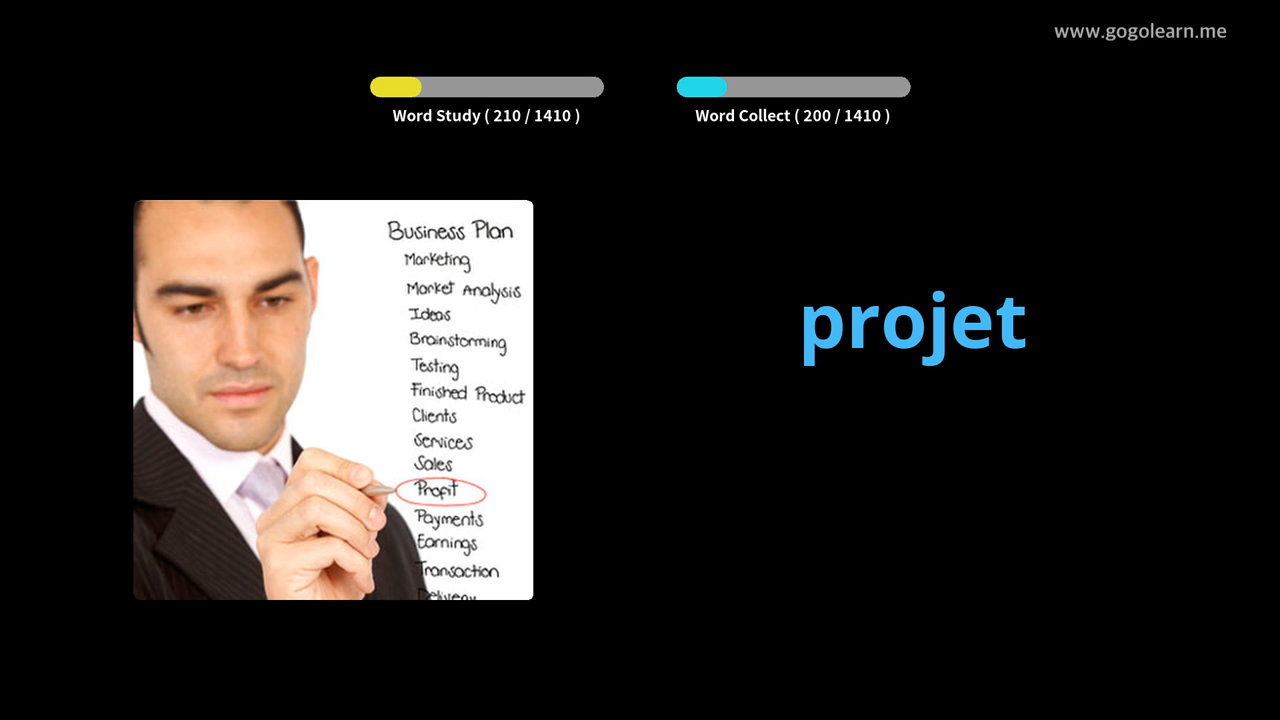 www.gogolearn.me
Word Study ( 210 / 1410 )
Word Collect ( 200 / 1410 )
Business Plan
Marketing
Market Analysis
Ideas
Brainstorming
Testing
Finished Product
Clients
Services
Sales
Profit
Payments
Earnings
Transaction
Delivery
projet